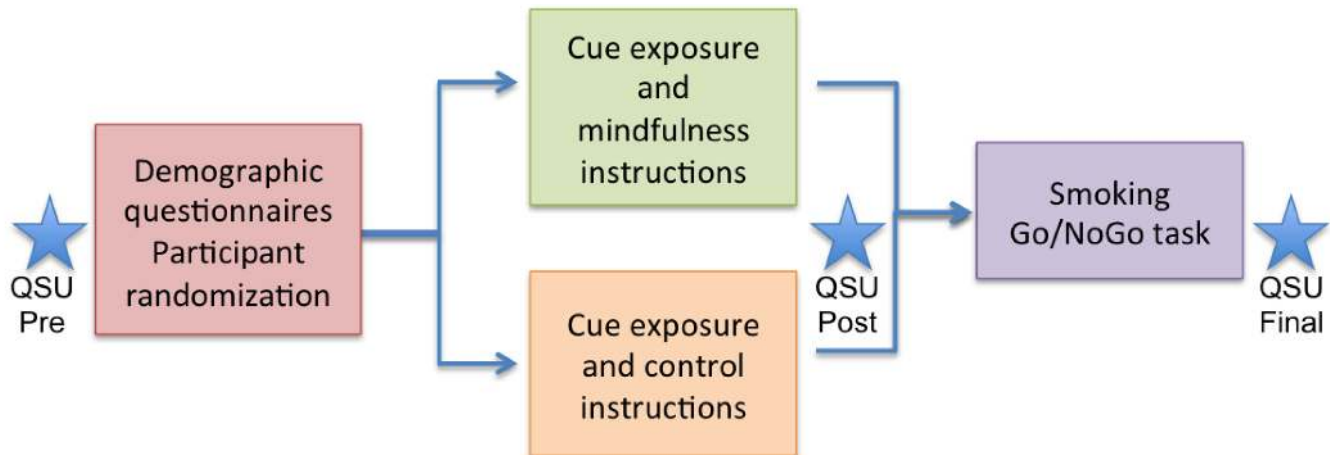 QSU
Pre
Demographic
questionnaires
Participant
randomization
Cue exposure
and
mindfulness
instructions
Cue exposure
and control
instructions
QSU
Post
Smoking
Go/NoGo task
QSU
Final